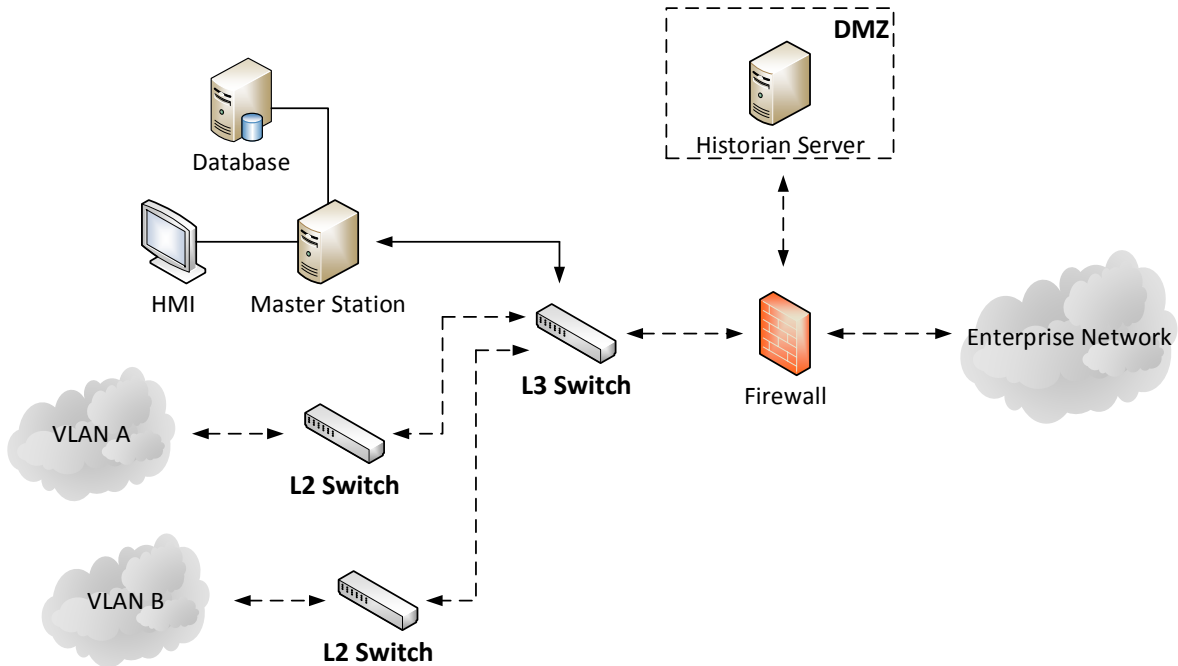 DMZ
Historian Server
Database
HMI
Master Station
L3 Switch
Firewall
Enterprise Network
VLAN A
L2 Switch
VLAN B
L2 Switch